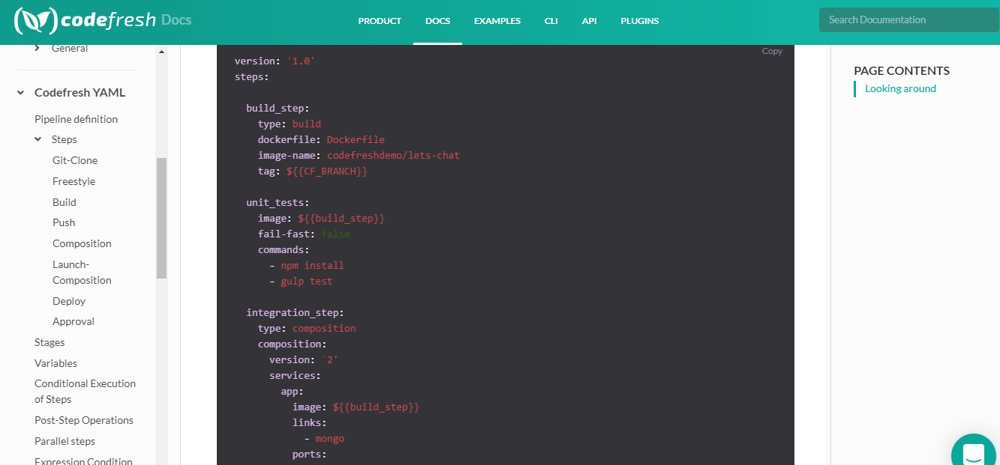 codefresh Docs
PRODUCT
DOCS
EXAMPLES
CLI
API
PLUGINS
Search Documentation
General
Codefresh YAML
Pipeline definition
Steps
Git-Clone
Freestyle
Build
Push
Composition
Launch-
Composition
Deploy
Approval
Stages
Variables
Conditional Execution
of Steps
Post-Step Operations
Parallel steps
Expression Condition
Copy
version: '1.0'
steps:
build_step:
type: build
dockerfile: Dockerfile
image-name: codefreshdemo/lets-chat
tag: ${{CF_BRANCH}}
unit_tests:
image: ${{build_step}}
fail-fast: false
commands:
- npm install
- gulp test
integration_step:
type: composition
composition:
version: '2'
services:
app:
image: ${{build_step}}
links:
- mongo
ports:
PAGE CONTENTS
Looking around